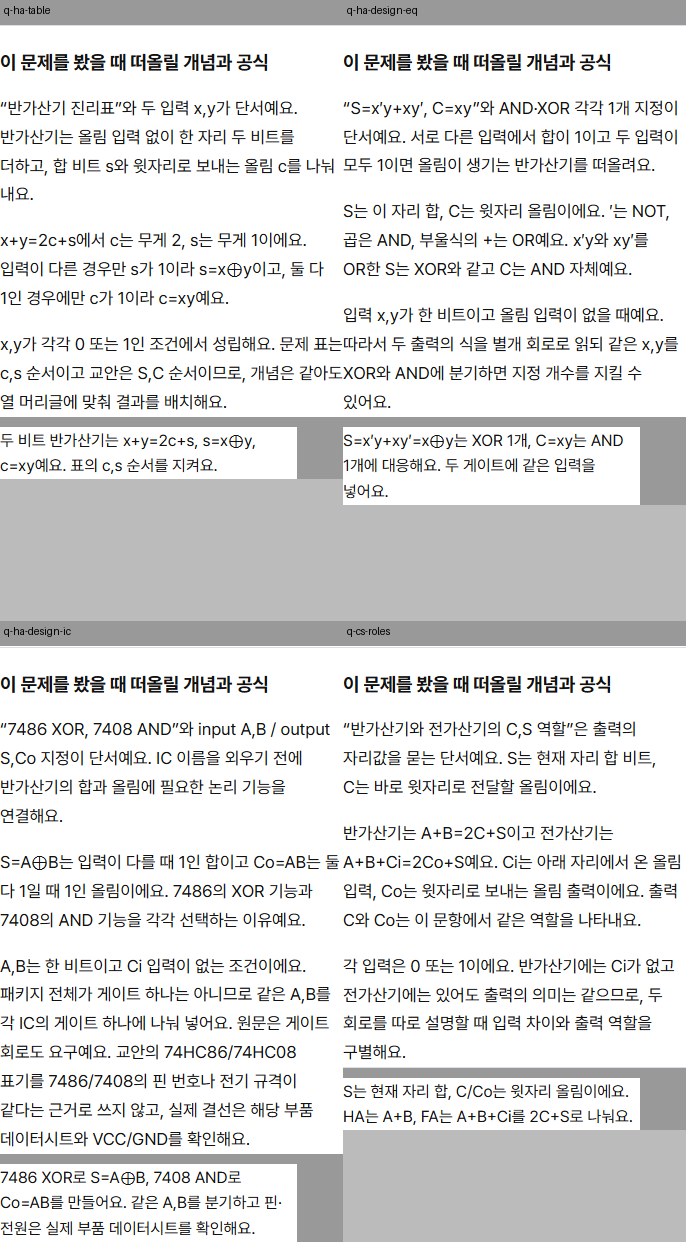 q-ha-table
이 문제를 봤을 때 떠올릴 개념과 공식
“반가산기 진리표”와 두 입력 x,y가 단서예요.
반가산기는 올림 입력 없이 한 자리 두 비트를
더하고, 합 비트 s와 윗자리로 보내는 올림 c를 나눠
내요.
x+y=2c+s에서 c는 무게 2, s는 무게 1이에요.
입력이 다른 경우만 s가 1이라 s=x⊕y이고, 둘 다
1인 경우에만 c가 1이라 c=xy예요.
x,y가 각각 0 또는 1인 조건에서 성립해요. 문제 표는
c,s 순서이고 교안은 S,C 순서이므로, 개념은 같아도
열 머리글에 맞춰 결과를 배치해요.
두 비트 반가산기는 x+y=2c+s, s=x⊕y,
c=xy예요. 표의 c,s 순서를 지켜요.
q-ha-design-eq
이 문제를 봤을 때 떠올릴 개념과 공식
“S=x′y+xy′, C=xy”와 AND·XOR 각각 1개 지정이
단서예요. 서로 다른 입력에서 합이 1이고 두 입력이
모두 1이면 올림이 생기는 반가산기를 떠올려요.
S는 이 자리 합, C는 윗자리 올림이에요. ′는 NOT,
곱은 AND, 부울식의 +는 OR예요. x′y와 xy′를
OR한 S는 XOR와 같고 C는 AND 자체예요.
입력 x,y가 한 비트이고 올림 입력이 없을 때예요.
따라서 두 출력의 식을 별개 회로로 읽되 같은 x,y를
XOR와 AND에 분기하면 지정 개수를 지킬 수
있어요.
S=x′y+xy′=x⊕y는 XOR 1개, C=xy는 AND
1개에 대응해요. 두 게이트에 같은 입력을
넣어요.
q-ha-design-ic
이 문제를 봤을 때 떠올릴 개념과 공식
“7486 XOR, 7408 AND”와 input A,B / output
S,Co 지정이 단서예요. IC 이름을 외우기 전에
반가산기의 합과 올림에 필요한 논리 기능을
연결해요.
S=A⊕B는 입력이 다를 때 1인 합이고 Co=AB는 둘
다 1일 때 1인 올림이에요. 7486의 XOR 기능과
7408의 AND 기능을 각각 선택하는 이유예요.
A,B는 한 비트이고 Ci 입력이 없는 조건이에요.
패키지 전체가 게이트 하나는 아니므로 같은 A,B를
각 IC의 게이트 하나에 나눠 넣어요. 원문은 게이트
회로도 요구예요. 교안의 74HC86/74HC08
표기를 7486/7408의 핀 번호나 전기 규격이
같다는 근거로 쓰지 않고, 실제 결선은 해당 부품
데이터시트와 VCC/GND를 확인해요.
7486 XOR로 S=A⊕B, 7408 AND로
Co=AB를 만들어요. 같은 A,B를 분기하고 핀·
전원은 실제 부품 데이터시트를 확인해요.
q-cs-roles
이 문제를 봤을 때 떠올릴 개념과 공식
“반가산기와 전가산기의 C,S 역할”은 출력의
자리값을 묻는 단서예요. S는 현재 자리 합 비트,
C는 바로 윗자리로 전달할 올림이에요.
반가산기는 A+B=2C+S이고 전가산기는
A+B+Ci=2Co+S예요. Ci는 아래 자리에서 온 올림
입력, Co는 윗자리로 보내는 올림 출력이에요. 출력
C와 Co는 이 문항에서 같은 역할을 나타내요.
각 입력은 0 또는 1이에요. 반가산기에는 Ci가 없고
전가산기에는 있어도 출력의 의미는 같으므로, 두
회로를 따로 설명할 때 입력 차이와 출력 역할을
구별해요.
S는 현재 자리 합, C/Co는 윗자리 올림이에요.
HA는 A+B, FA는 A+B+Ci를 2C+S로 나눠요.